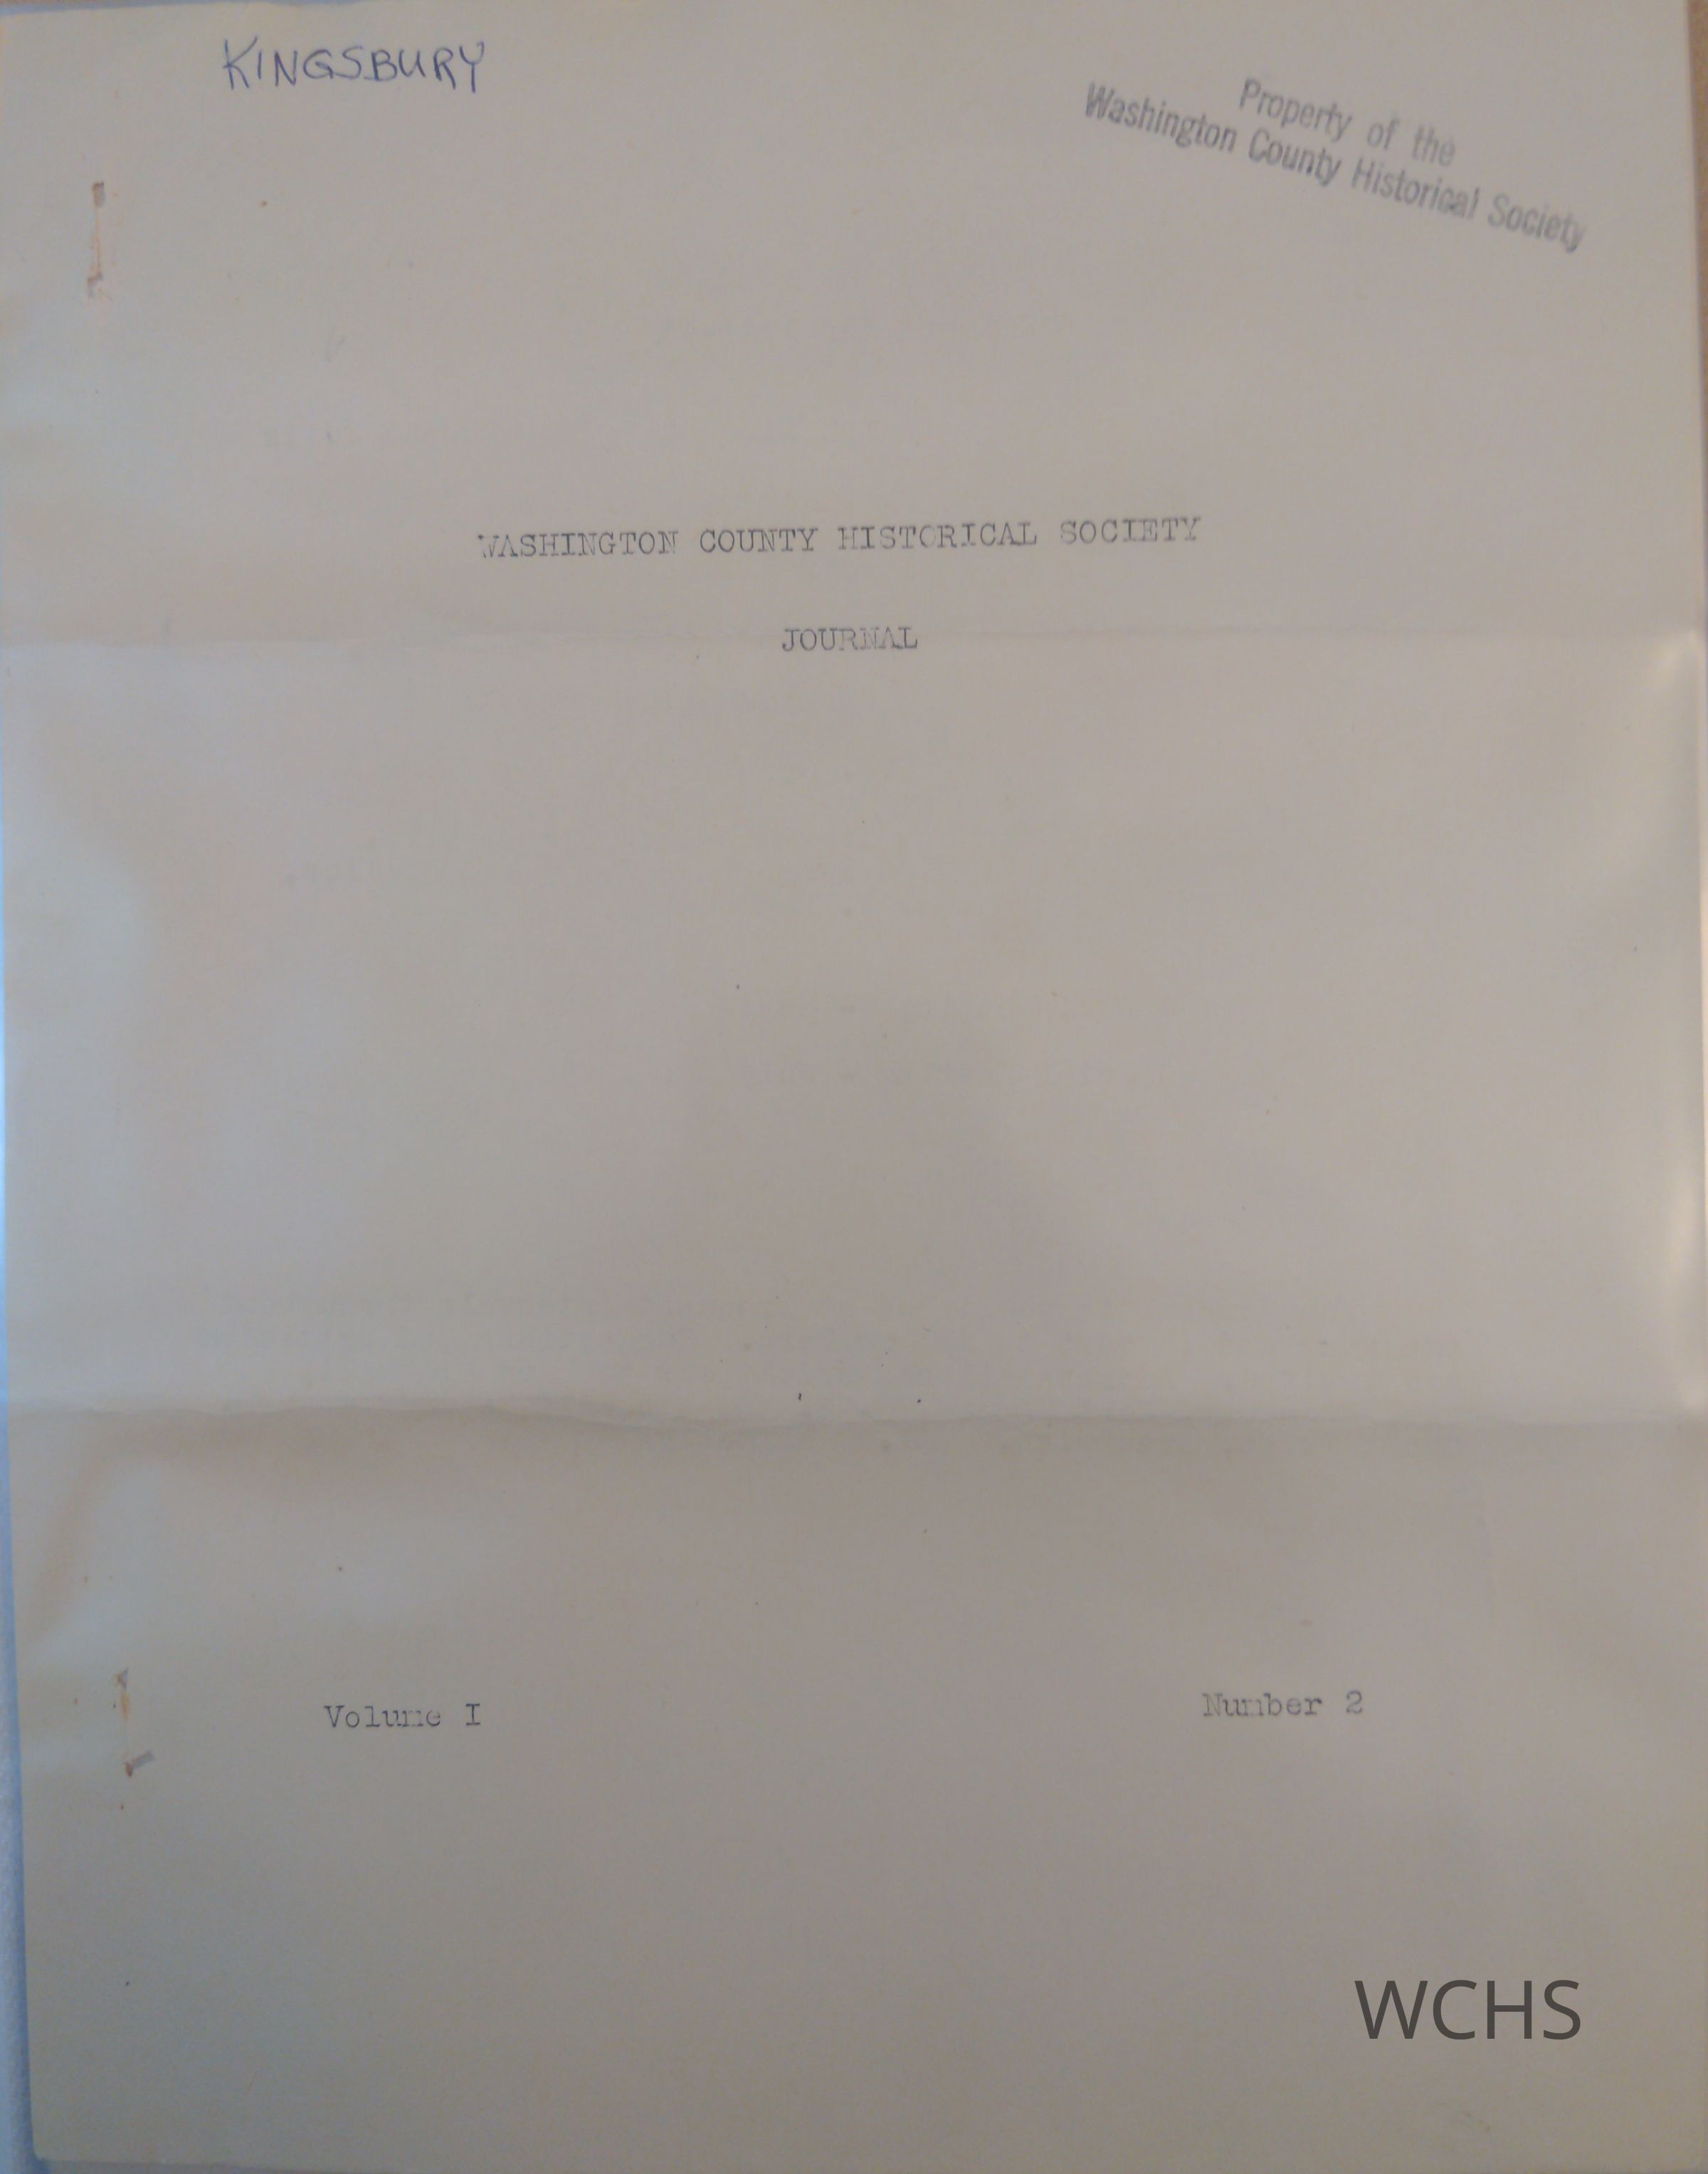 KINGSBURY
Property of the
Washington County Historical Society
WASHINGTON COUNTY HISTORICAL SOCIETY
JOURNAL
Volume I
Number 2
WCHS